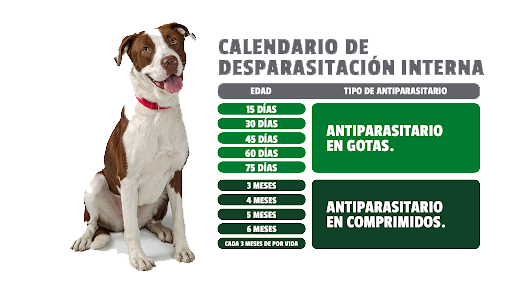 CALENDARIO DE
DESPARASITACIÓN INTERNA
EDAD
TIPO DE ANTIPARASITARIO
15 DÍAS
30 DÍAS
45 DÍAS
60 DÍAS
75 DÍAS
ANTIPARASITARIO
EN GOTAS.
3 MESES
4 MESES
5 MESES
6 MESES
CADA 3 MESES DE POR VIDA
ANTIPARASITARIO
EN COMPRIMIDOS.